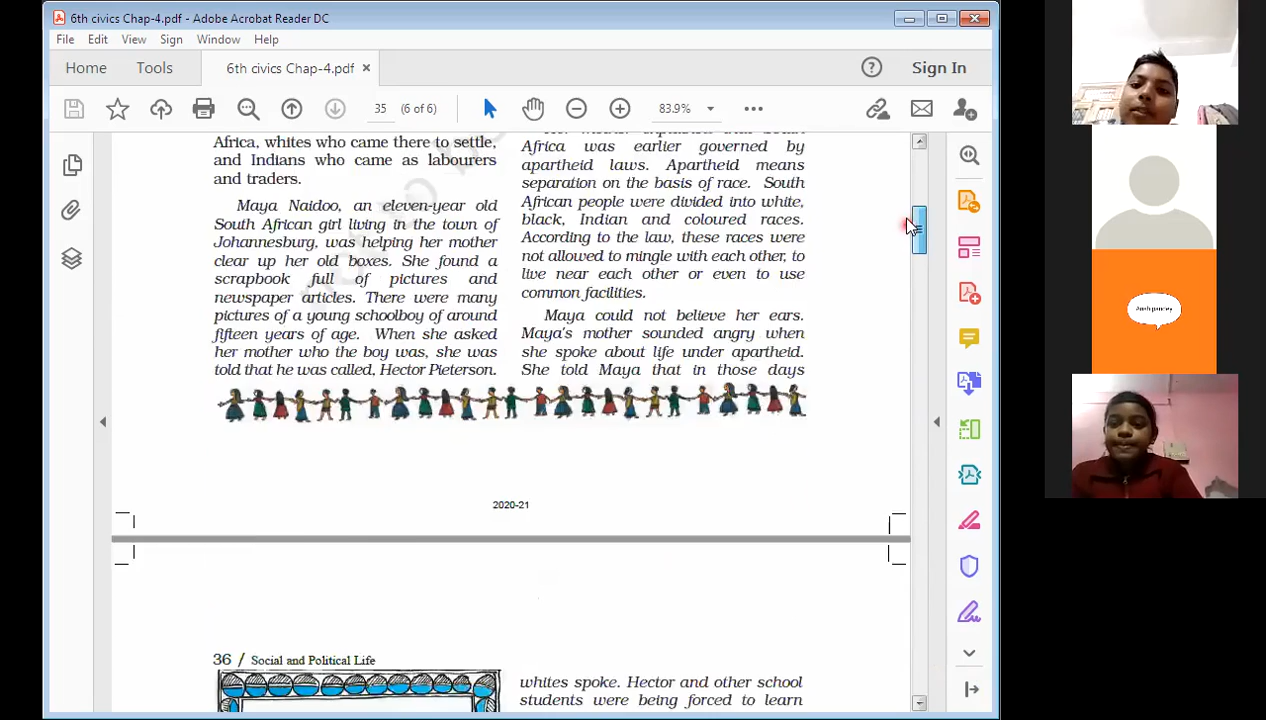 6th civics Chap-4.pdf - Adobe Acrobat Reader DC
File Edit View Sign Window Help
Home Tools 6th civics Chap-4.pdf × Sign In
35 (6 of 6) 83.9%
Africa, whites who came there to settle,
and Indians who came as labourers
and traders.
Maya Naidoo, an eleven-year old
South African girl living in the town of
Johannesburg, was helping her mother
clear up her old boxes. She found a
scrapbook full of pictures and
newspaper articles. There were many
pictures of a young schoolboy of around
fifteen years of age. When she asked
her mother who the boy was, she was
told that he was called, Hector Pieterson.
Africa was earlier governed by
apartheid laws. Apartheid means
separation on the basis of race. South
African people were divided into white,
black, Indian and coloured races.
According to the law, these races were
not allowed to mingle with each other, to
live near each other or even to use
common facilities.
Maya could not believe her ears.
Maya's mother sounded angry when
she spoke about life under apartheid.
She told Maya that in those days
2020-21
36 / Social and Political Life
whites spoke. Hector and other school
students were being forced to learn